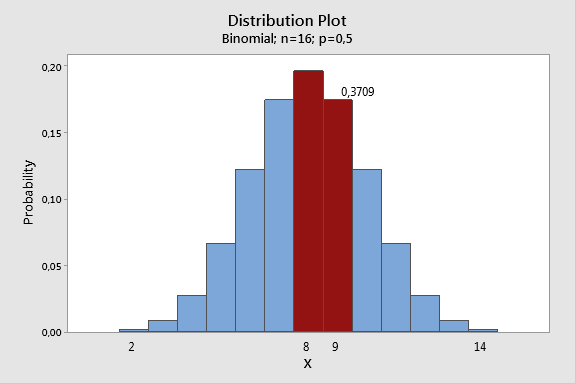 Distribution Plot
Binomial; n=16; p=0,5
0,20
0,15
0,10
0,05
0,00
Probability
0,3709
2 8 9 14
X